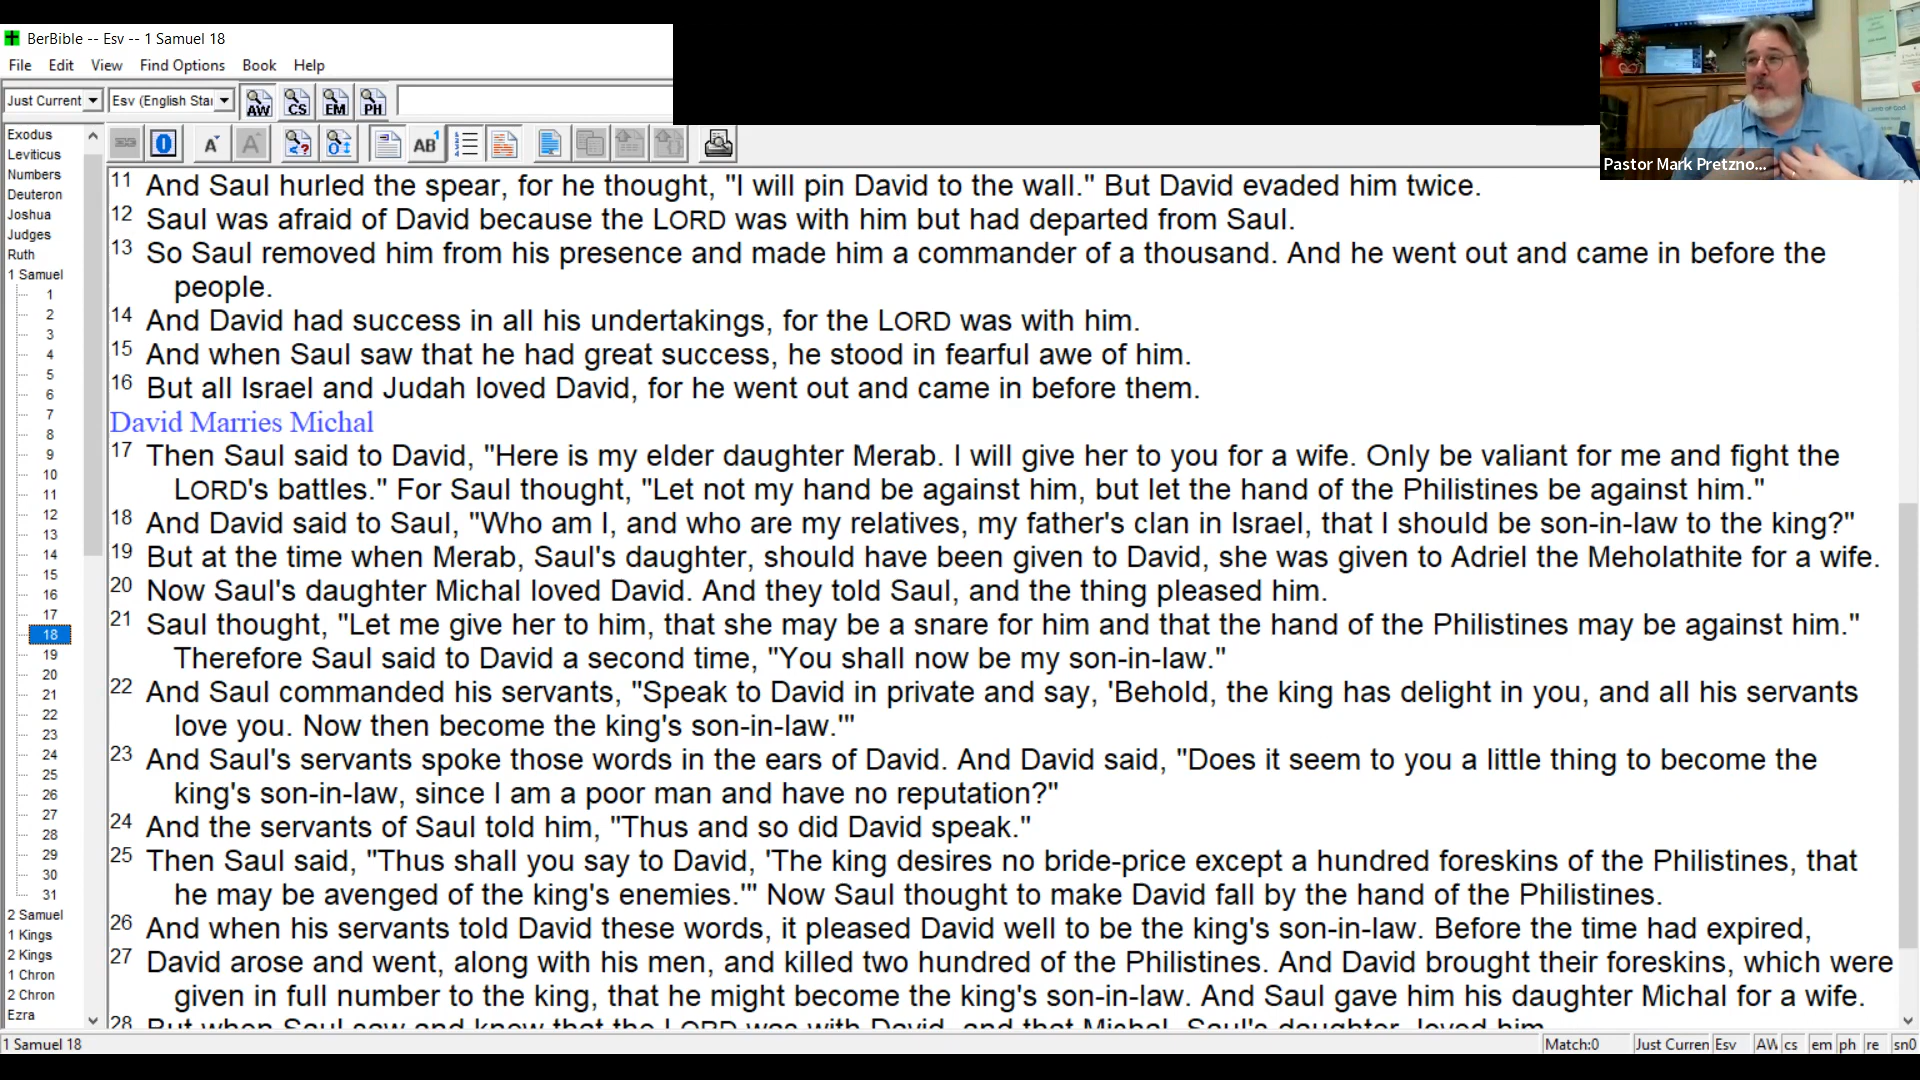 BerBible -- Esv -- 1 Samuel 18
File Edit View Find Options Book Help
Just Current Esv (English Sta AW CS EM PH
Exodus
Leviticus
Numbers
Deuteron
Joshua
Judges
Ruth
1 Samuel
1
2
3
4
5
6
7
8
9
10
11
12
13
14
15
16
17
18
19
20
21
22
23
24
25
26
27
28
29
30
31
2 Samuel
1 Kings
2 Kings
1 Chron
2 Chron
Ezra
11 And Saul hurled the spear, for he thought, "I will pin David to the wall." But David evaded him twice.
12 Saul was afraid of David because the LORD was with him but had departed from Saul.
13 So Saul removed him from his presence and made him a commander of a thousand. And he went out and came in before the
people.
14 And David had success in all his undertakings, for the LORD was with him.
15 And when Saul saw that he had great success, he stood in fearful awe of him.
16 But all Israel and Judah loved David, for he went out and came in before them.
David Marries Michal
17 Then Saul said to David, "Here is my elder daughter Merab. I will give her to you for a wife. Only be valiant for me and fight the
LORD's battles." For Saul thought, "Let not my hand be against him, but let the hand of the Philistines be against him."
18 And David said to Saul, "Who am I, and who are my relatives, my father's clan in Israel, that I should be son-in-law to the king?"
19 But at the time when Merab, Saul's daughter, should have been given to David, she was given to Adriel the Meholathite for a wife.
20 Now Saul's daughter Michal loved David. And they told Saul, and the thing pleased him.
21 Saul thought, "Let me give her to him, that she may be a snare for him and that the hand of the Philistines may be against him."
Therefore Saul said to David a second time, "You shall now be my son-in-law."
22 And Saul commanded his servants, "Speak to David in private and say, 'Behold, the king has delight in you, and all his servants
love you. Now then become the king's son-in-law.'"
23 And Saul's servants spoke those words in the ears of David. And David said, "Does it seem to you a little thing to become the
king's son-in-law, since I am a poor man and have no reputation?"
24 And the servants of Saul told him, "Thus and so did David speak."
25 Then Saul said, "Thus shall you say to David, 'The king desires no bride-price except a hundred foreskins of the Philistines, that
he may be avenged of the king's enemies.'" Now Saul thought to make David fall by the hand of the Philistines.
26 And when his servants told David these words, it pleased David well to be the king's son-in-law. Before the time had expired,
27 David arose and went, along with his men, and killed two hundred of the Philistines. And David brought their foreskins, which were
given in full number to the king, that he might become the king's son-in-law. And Saul gave him his daughter Michal for a wife.
28 But when Saul saw and knew that the LORD was with David, and that Michal, Saul's daughter, loved him,
Pastor Mark Pretzno...
1 Samuel 18 Match:0 Just Curren Esv AW cs em ph re sn0